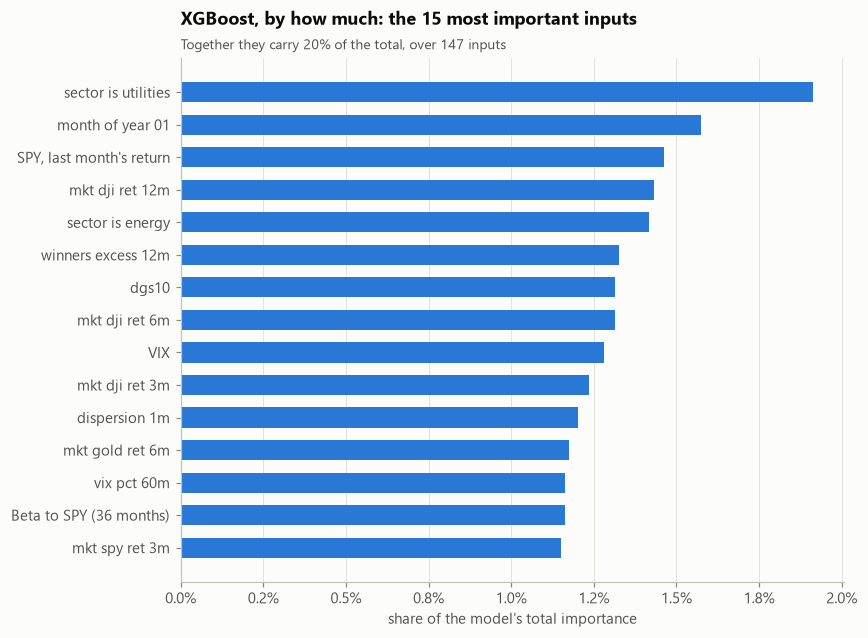 XGBoost, by how much: the 15 most important inputs
Together they carry 20% of the total, over 147 inputs
sector is utilities
month of year 01
SPY, last month's return
mkt dji ret 12m
sector is energy
winners excess 12m
dgs10
mkt dji ret 6m
VIX
mkt dji ret 3m
dispersion 1m
mkt gold ret 6m
vix pct 60m
Beta to SPY (36 months)
mkt spy ret 3m
0.0% 0.2% 0.5% 0.8% 1.0% 1.2% 1.5% 1.8% 2.0%
share of the model's total importance